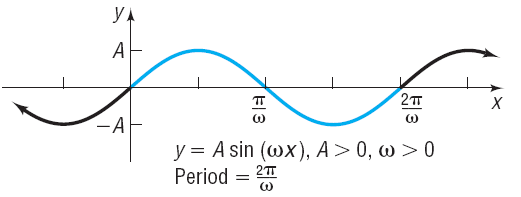 y
A
π/ω
2π/ω
x
−A
y = A sin (ωx), A > 0, ω > 0
Period = 2π/ω